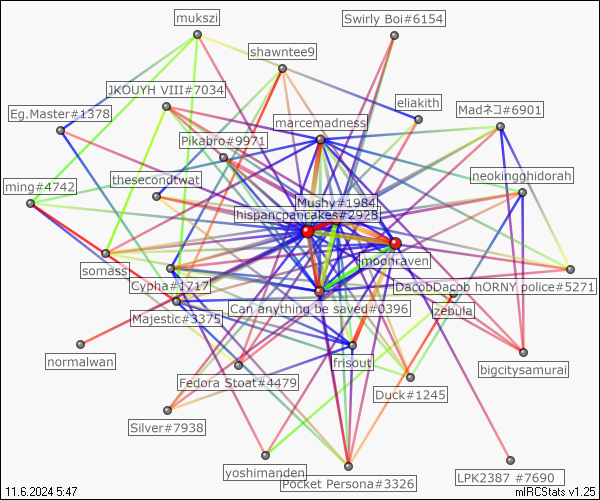 mukszi
Swirly Boi#6154
shawntee9
JKOUYH VIII#7034
eliakith
Eg.Master#1378
Madネコ#6901
marcemadness
Pikabro#9971
thesecondtwat
neokingghidorah
ming#4742
Mushy#1984
hispancpancakes#2928
moonraven
somass
Cypha#1717
DacobDacob hORNY police#5271
Can anything be saved#0396
zebula
Majestic#3375
normalwan
frisout
bigcitysamurai
Fedora Stoat#4479
Duck#1245
Silver#7938
yoshimanden
Pocket Persona#3326
LPK2387 #7690
11.6.2024 5:47
mIRCStats v1.25